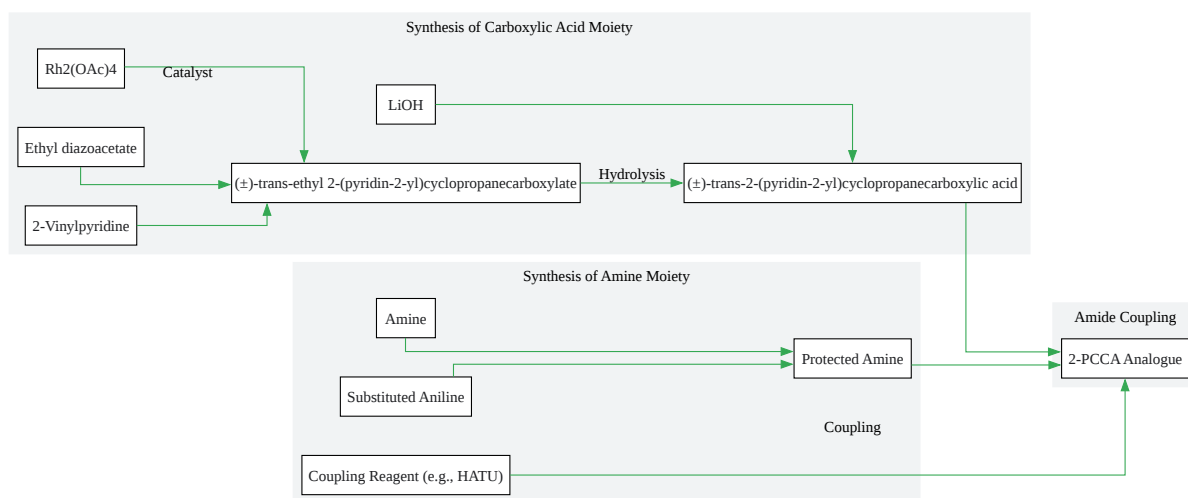 Synthesis of Carboxylic Acid Moiety
Rh2(OAc)4
Catalyst
LiOH
Ethyl diazoacetate
(±)-trans-ethyl 2-(pyridin-2-yl)cyclopropanecarboxylate
Hydrolysis
(±)-trans-2-(pyridin-2-yl)cyclopropanecarboxylic acid
2-Vinylpyridine
Synthesis of Amine Moiety
Amine
Amide Coupling
Protected Amine
2-PCCA Analogue
Substituted Aniline
Coupling
Coupling Reagent (e.g., HATU)